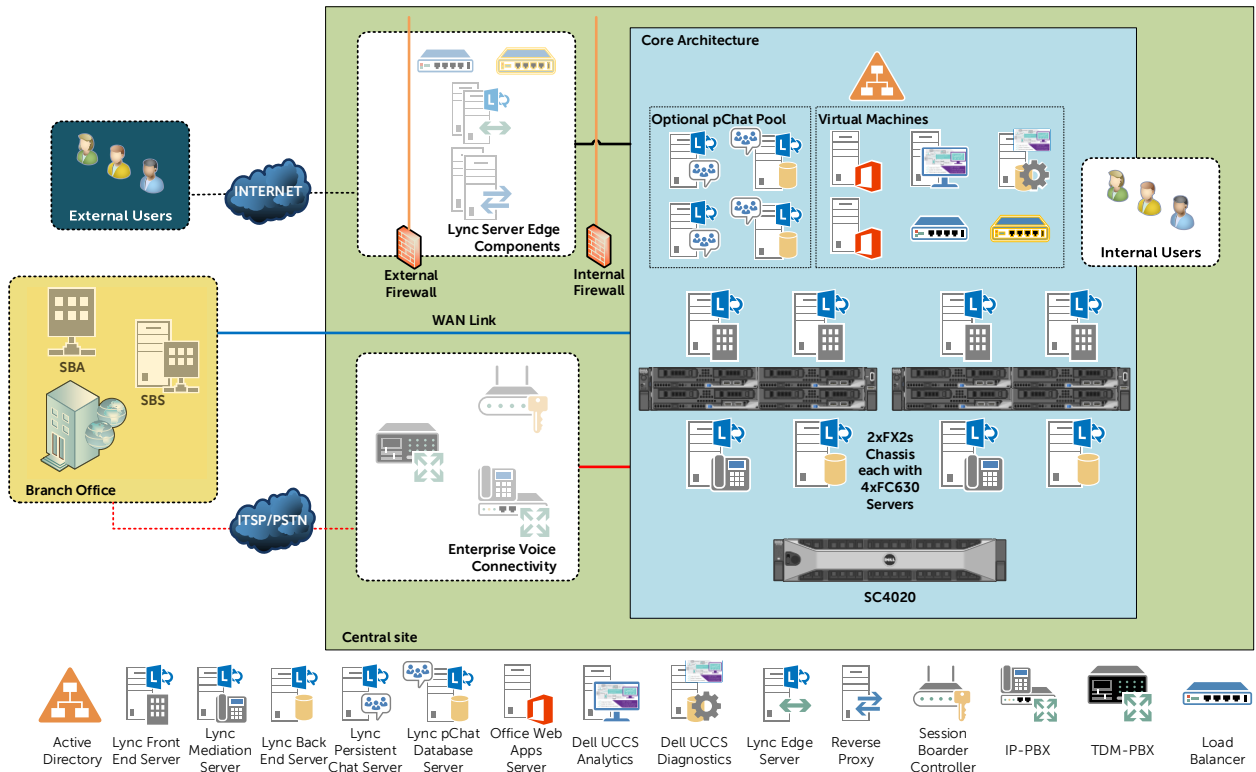 Core Architecture
Optional pChat Pool
Virtual Machines
INTERNET
External Users
Lync Server Edge
Components
Internal Users
External
Firewall
Internal
Firewall
WAN Link
SBA
SBS
Branch Office
ITSP/PSTN
2xFX2s
Chassis
each with
4xFC630
Servers
Enterprise Voice
Connectivity
DELL
SC4020
Central site
Active
Directory
Lync Front
End Server
Lync
Mediation
Server
Lync Back
End Server
Lync
Persistent
Chat Server
Lync pChat
Database
Server
Office Web
Apps
Server
Dell UCCS
Analytics
Dell UCCS
Diagnostics
Lync Edge
Server
Reverse
Proxy
Session
Boarder
Controller
IP-PBX
TDM-PBX
Load
Balancer